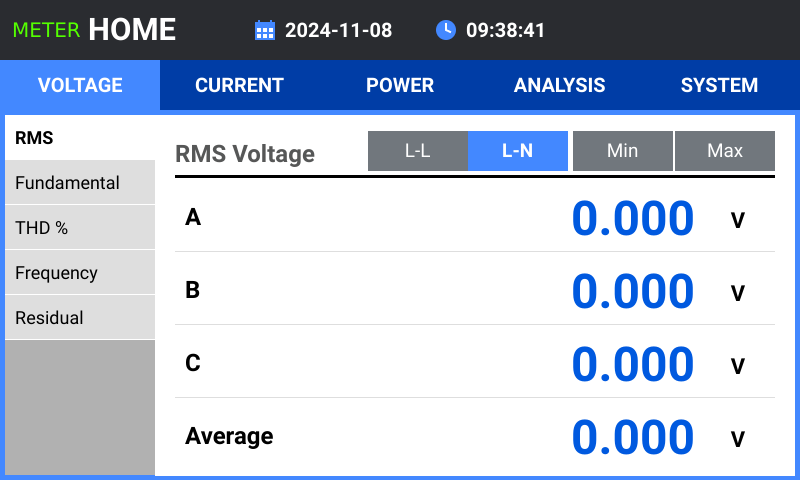 METER HOME 2024-11-08 09:38:41
VOLTAGE CURRENT POWER ANALYSIS SYSTEM
RMS
Fundamental
THD %
Frequency
Residual
RMS Voltage L-L L-N Min Max
A 0.000 V
B 0.000 V
C 0.000 V
Average 0.000 V